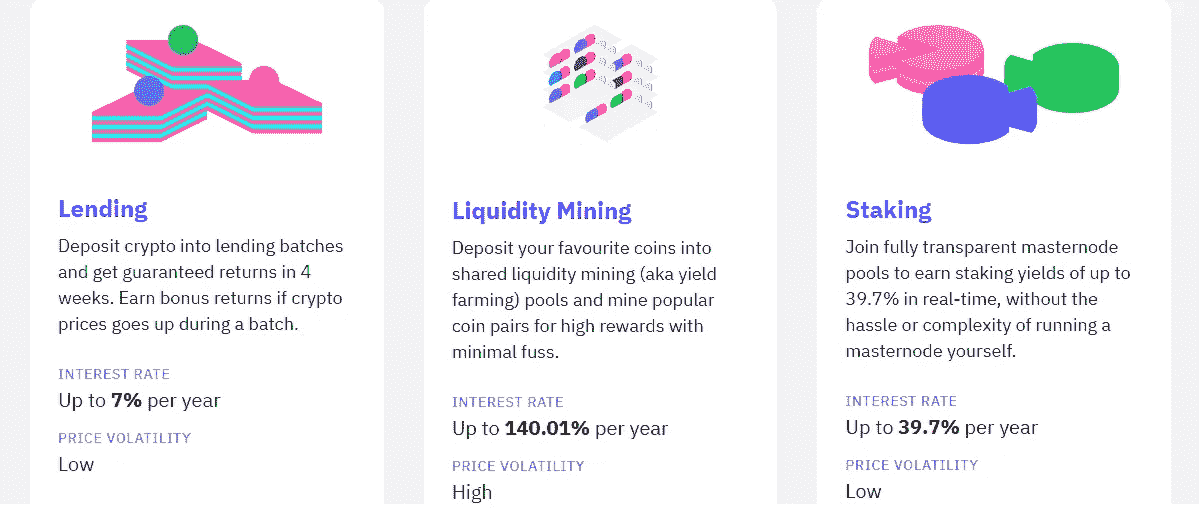 Lending
Deposit crypto into lending batches
and get guaranteed returns in 4
weeks. Earn bonus returns if crypto
prices goes up during a batch.
INTEREST RATE
Up to 7% per year
PRICE VOLATILITY
Low
Liquidity Mining
Deposit your favourite coins into
shared liquidity mining (aka yield
farming) pools and mine popular
coin pairs for high rewards with
minimal fuss.
INTEREST RATE
Up to 140.01% per year
PRICE VOLATILITY
High
Staking
Join fully transparent masternode
pools to earn staking yields of up to
39.7% in real-time, without the
hassle or complexity of running a
masternode yourself.
INTEREST RATE
Up to 39.7% per year
PRICE VOLATILITY
Low